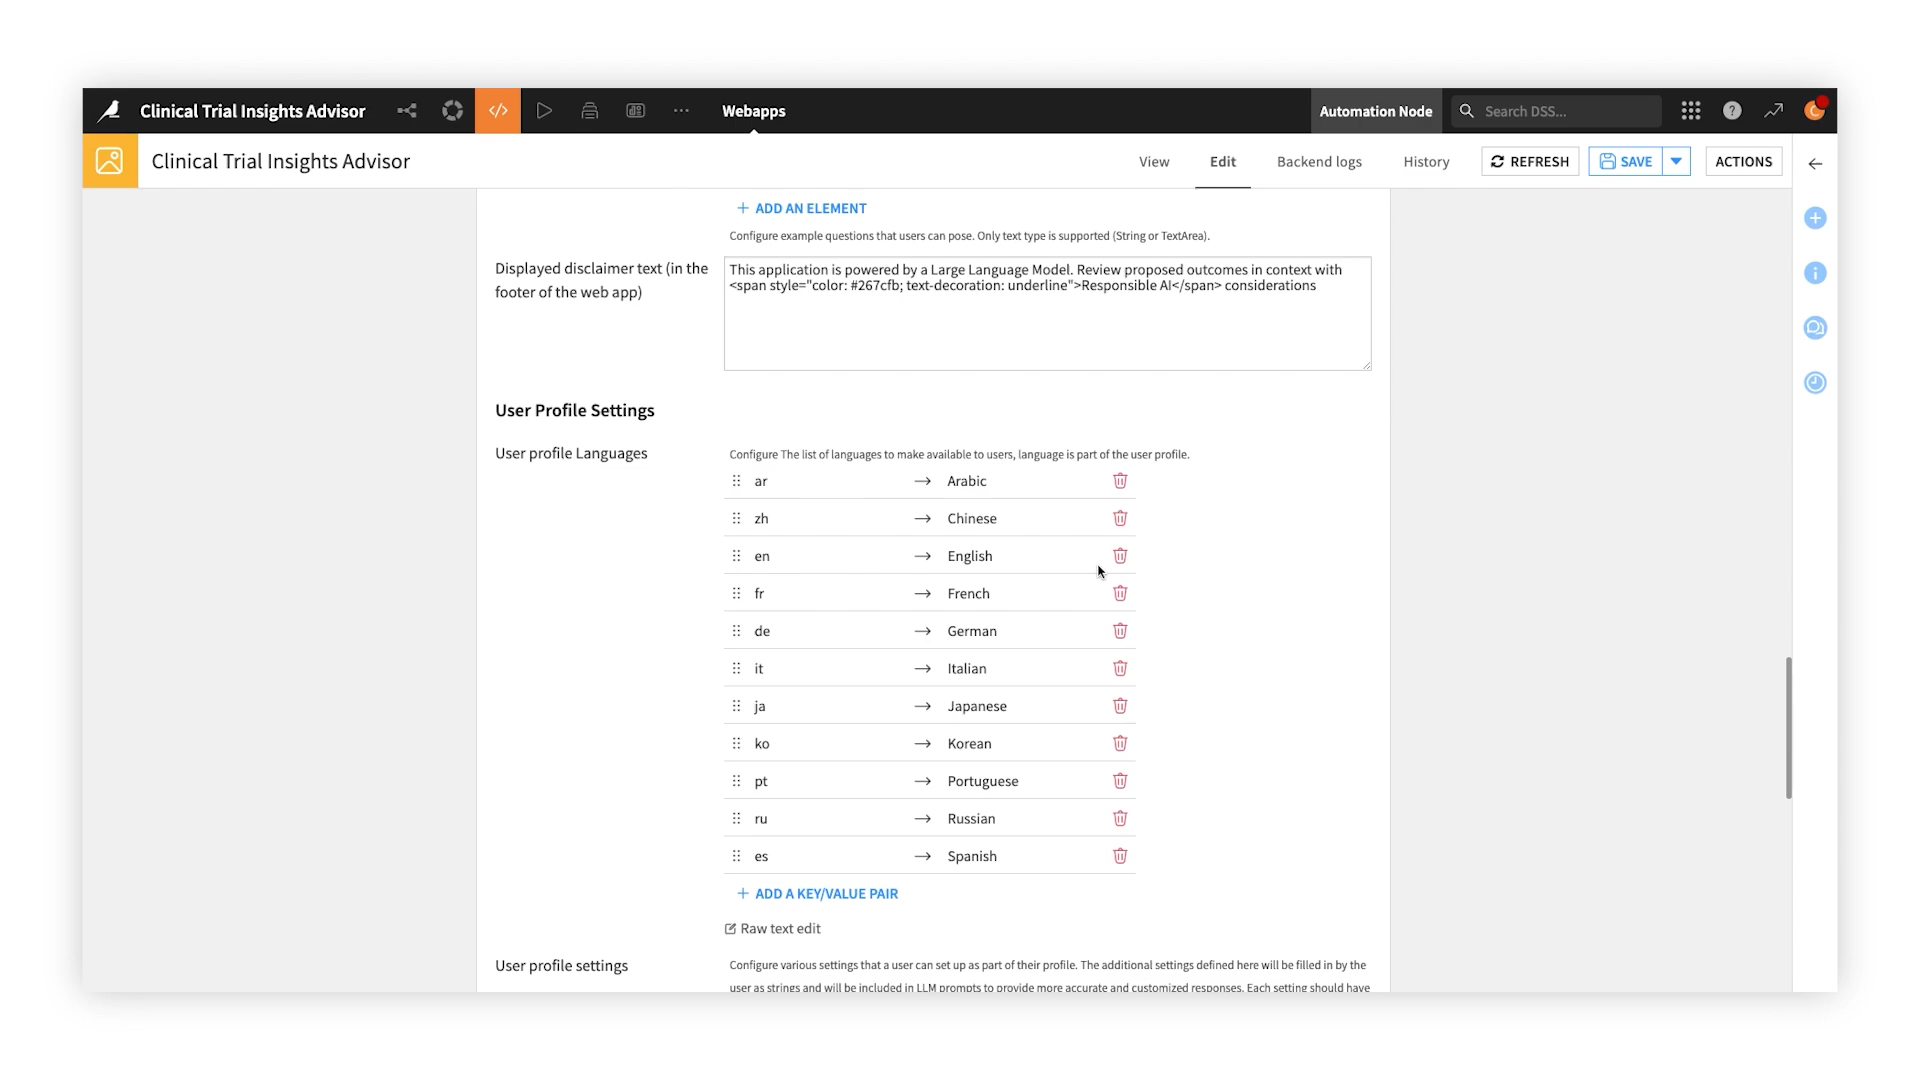 Clinical Trial Insights Advisor
Webapps
Automation Node
Search DSS...
Clinical Trial Insights Advisor
View
Edit
Backend logs
History
REFRESH
SAVE
ACTIONS
+ ADD AN ELEMENT
Configure example questions that users can pose. Only text type is supported (String or TextArea).
Displayed disclaimer text (in the
footer of the web app)
This application is powered by a Large Language Model. Review proposed outcomes in context with
<span style="color: #267cfb; text-decoration: underline">Responsible AI</span> considerations
User Profile Settings
User profile Languages
Configure The list of languages to make available to users, language is part of the user profile.
ar → Arabic
zh → Chinese
en → English
fr → French
de → German
it → Italian
ja → Japanese
ko → Korean
pt → Portuguese
ru → Russian
es → Spanish
+ ADD A KEY/VALUE PAIR
Raw text edit
User profile settings
Configure various settings that a user can set up as part of their profile. The additional settings defined here will be filled in by the
user as strings and will be included in LLM prompts to provide more accurate and customized responses. Each setting should have